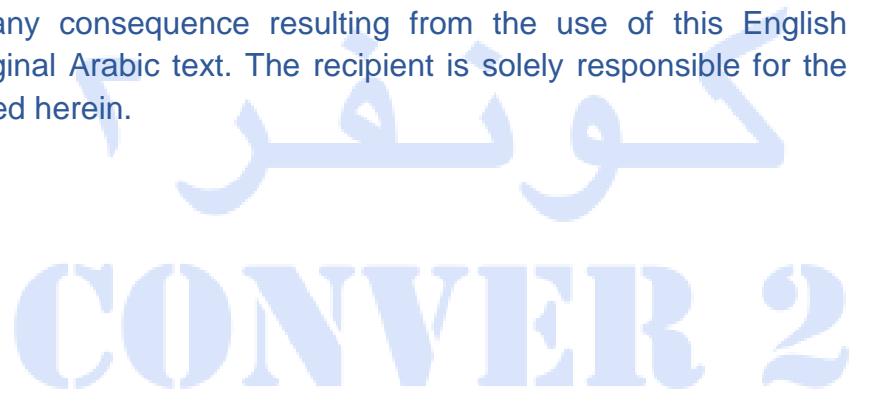 any consequence resulting from the use of this English
ginal Arabic text. The recipient is solely responsible for the
ed herein.
كونفر ٢
CONVER 2